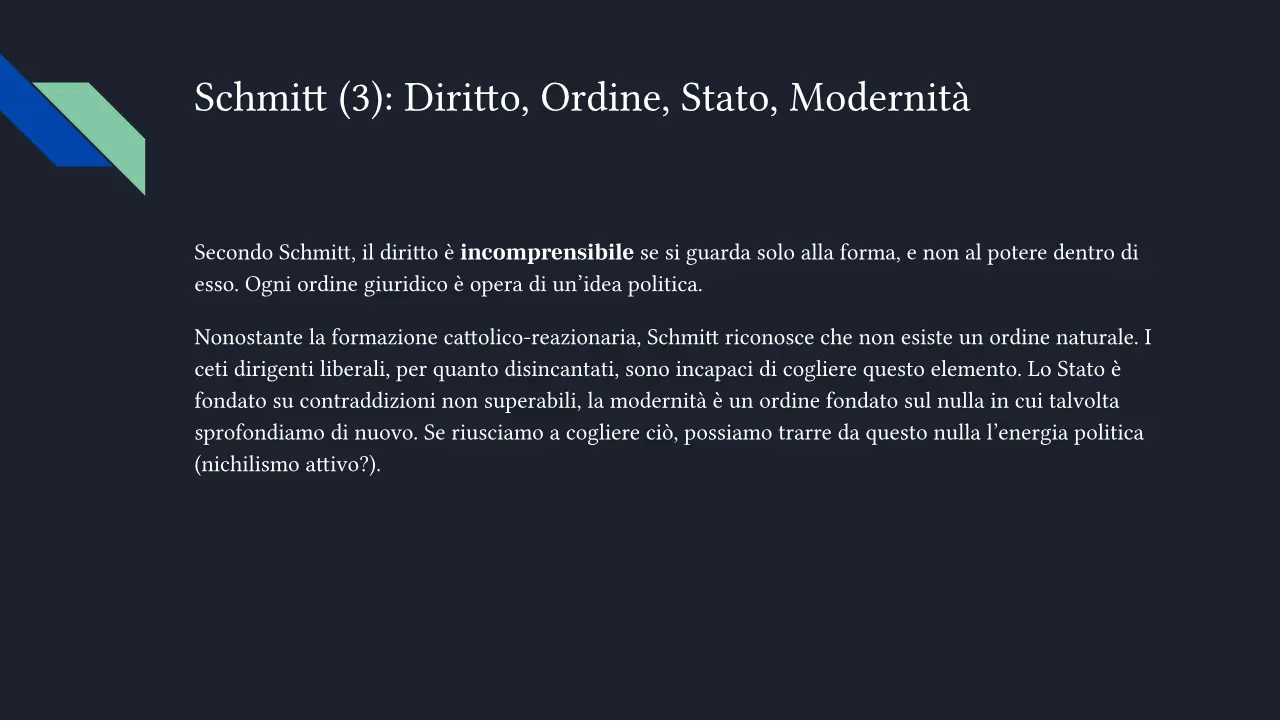 Schmitt (3): Diritto, Ordine, Stato, Modernità
Secondo Schmitt, il diritto è incomprensibile se si guarda solo alla forma, e non al potere dentro di
esso. Ogni ordine giuridico è opera di un’idea politica.
Nonostante la formazione cattolico-reazionaria, Schmitt riconosce che non esiste un ordine naturale. I
ceti dirigenti liberali, per quanto disincantati, sono incapaci di cogliere questo elemento. Lo Stato è
fondato su contraddizioni non superabili, la modernità è un ordine fondato sul nulla in cui talvolta
sprofondiamo di nuovo. Se riusciamo a cogliere ciò, possiamo trarre da questo nulla l’energia politica
(nichilismo attivo?).